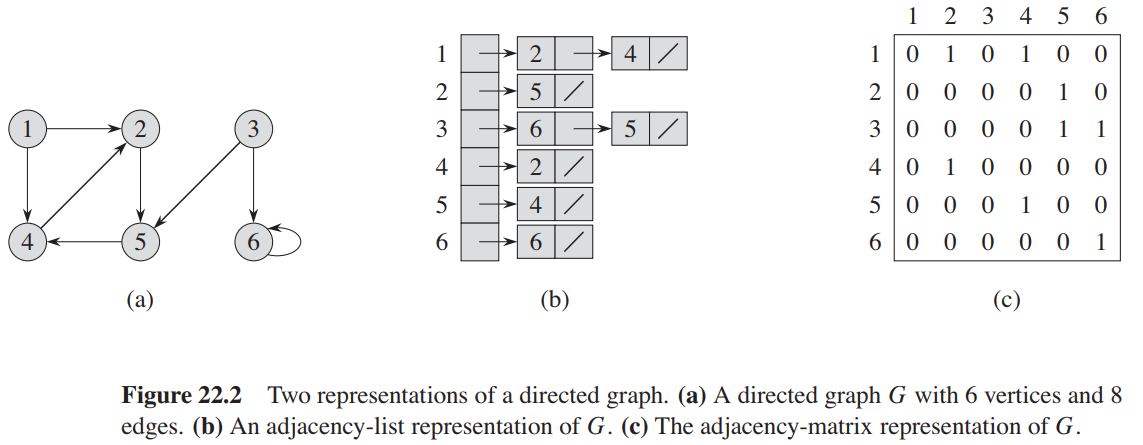 1 2 3
4 5 6
(a)
1 2 4
2 5
3 6 5
4 2
5 4
6 6
(b)
1 2 3 4 5 6
1 0 1 0 1 0 0
2 0 0 0 0 1 0
3 0 0 0 0 1 1
4 0 1 0 0 0 0
5 0 0 0 1 0 0
6 0 0 0 0 0 1
(c)
Figure 22.2 Two representations of a directed graph. (a) A directed graph G with 6 vertices and 8
edges. (b) An adjacency-list representation of G. (c) The adjacency-matrix representation of G.